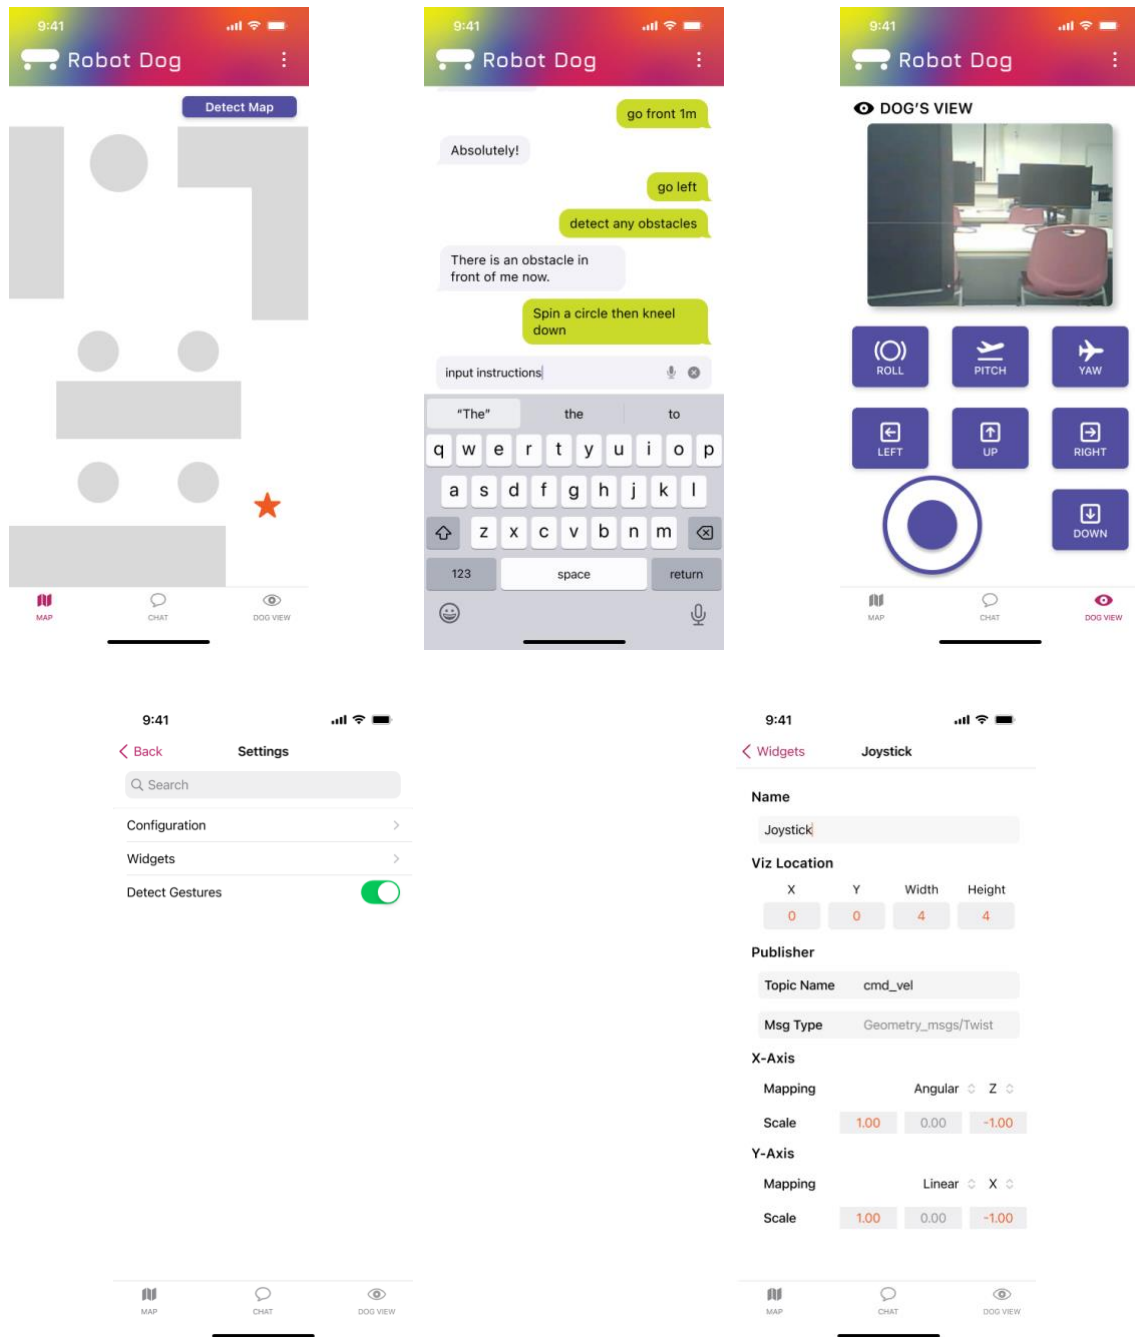 9:41
Robot Dog
Detect Map
MAP
CHAT
DOG VIEW
9:41
Robot Dog
go front 1m
Absolutely!
go left
detect any obstacles
There is an obstacle in
front of me now.
Spin a circle then kneel
down
input instructions
“The”
the
to
q w e r t y u i o p
a s d f g h j k l
z x c v b n m
123
space
return
9:41
Robot Dog
DOG'S VIEW
ROLL
PITCH
YAW
LEFT
UP
RIGHT
DOWN
MAP
CHAT
DOG VIEW
9:41
Back
Settings
Search
Configuration
Widgets
Detect Gestures
MAP
CHAT
DOG VIEW
9:41
Widgets
Joystick
Name
Joystick
Viz Location
X Y Width Height
0 0 4 4
Publisher
Topic Name cmd_vel
Msg Type Geometry_msgs/Twist
X-Axis
Mapping Angular Z
Scale 1.00 0.00 -1.00
Y-Axis
Mapping Linear X
Scale 1.00 0.00 -1.00
MAP
CHAT
DOG VIEW